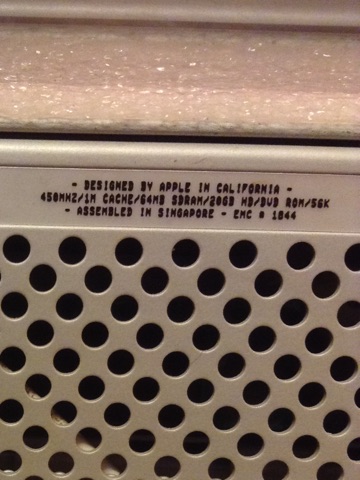 - DESIGNED BY APPLE IN CALIFORNIA -
450MHZ/1M CACHE/64MB SDRAM/20GB HD/DVD ROM/56K
- ASSEMBLED IN SINGAPORE - EMC # 1844